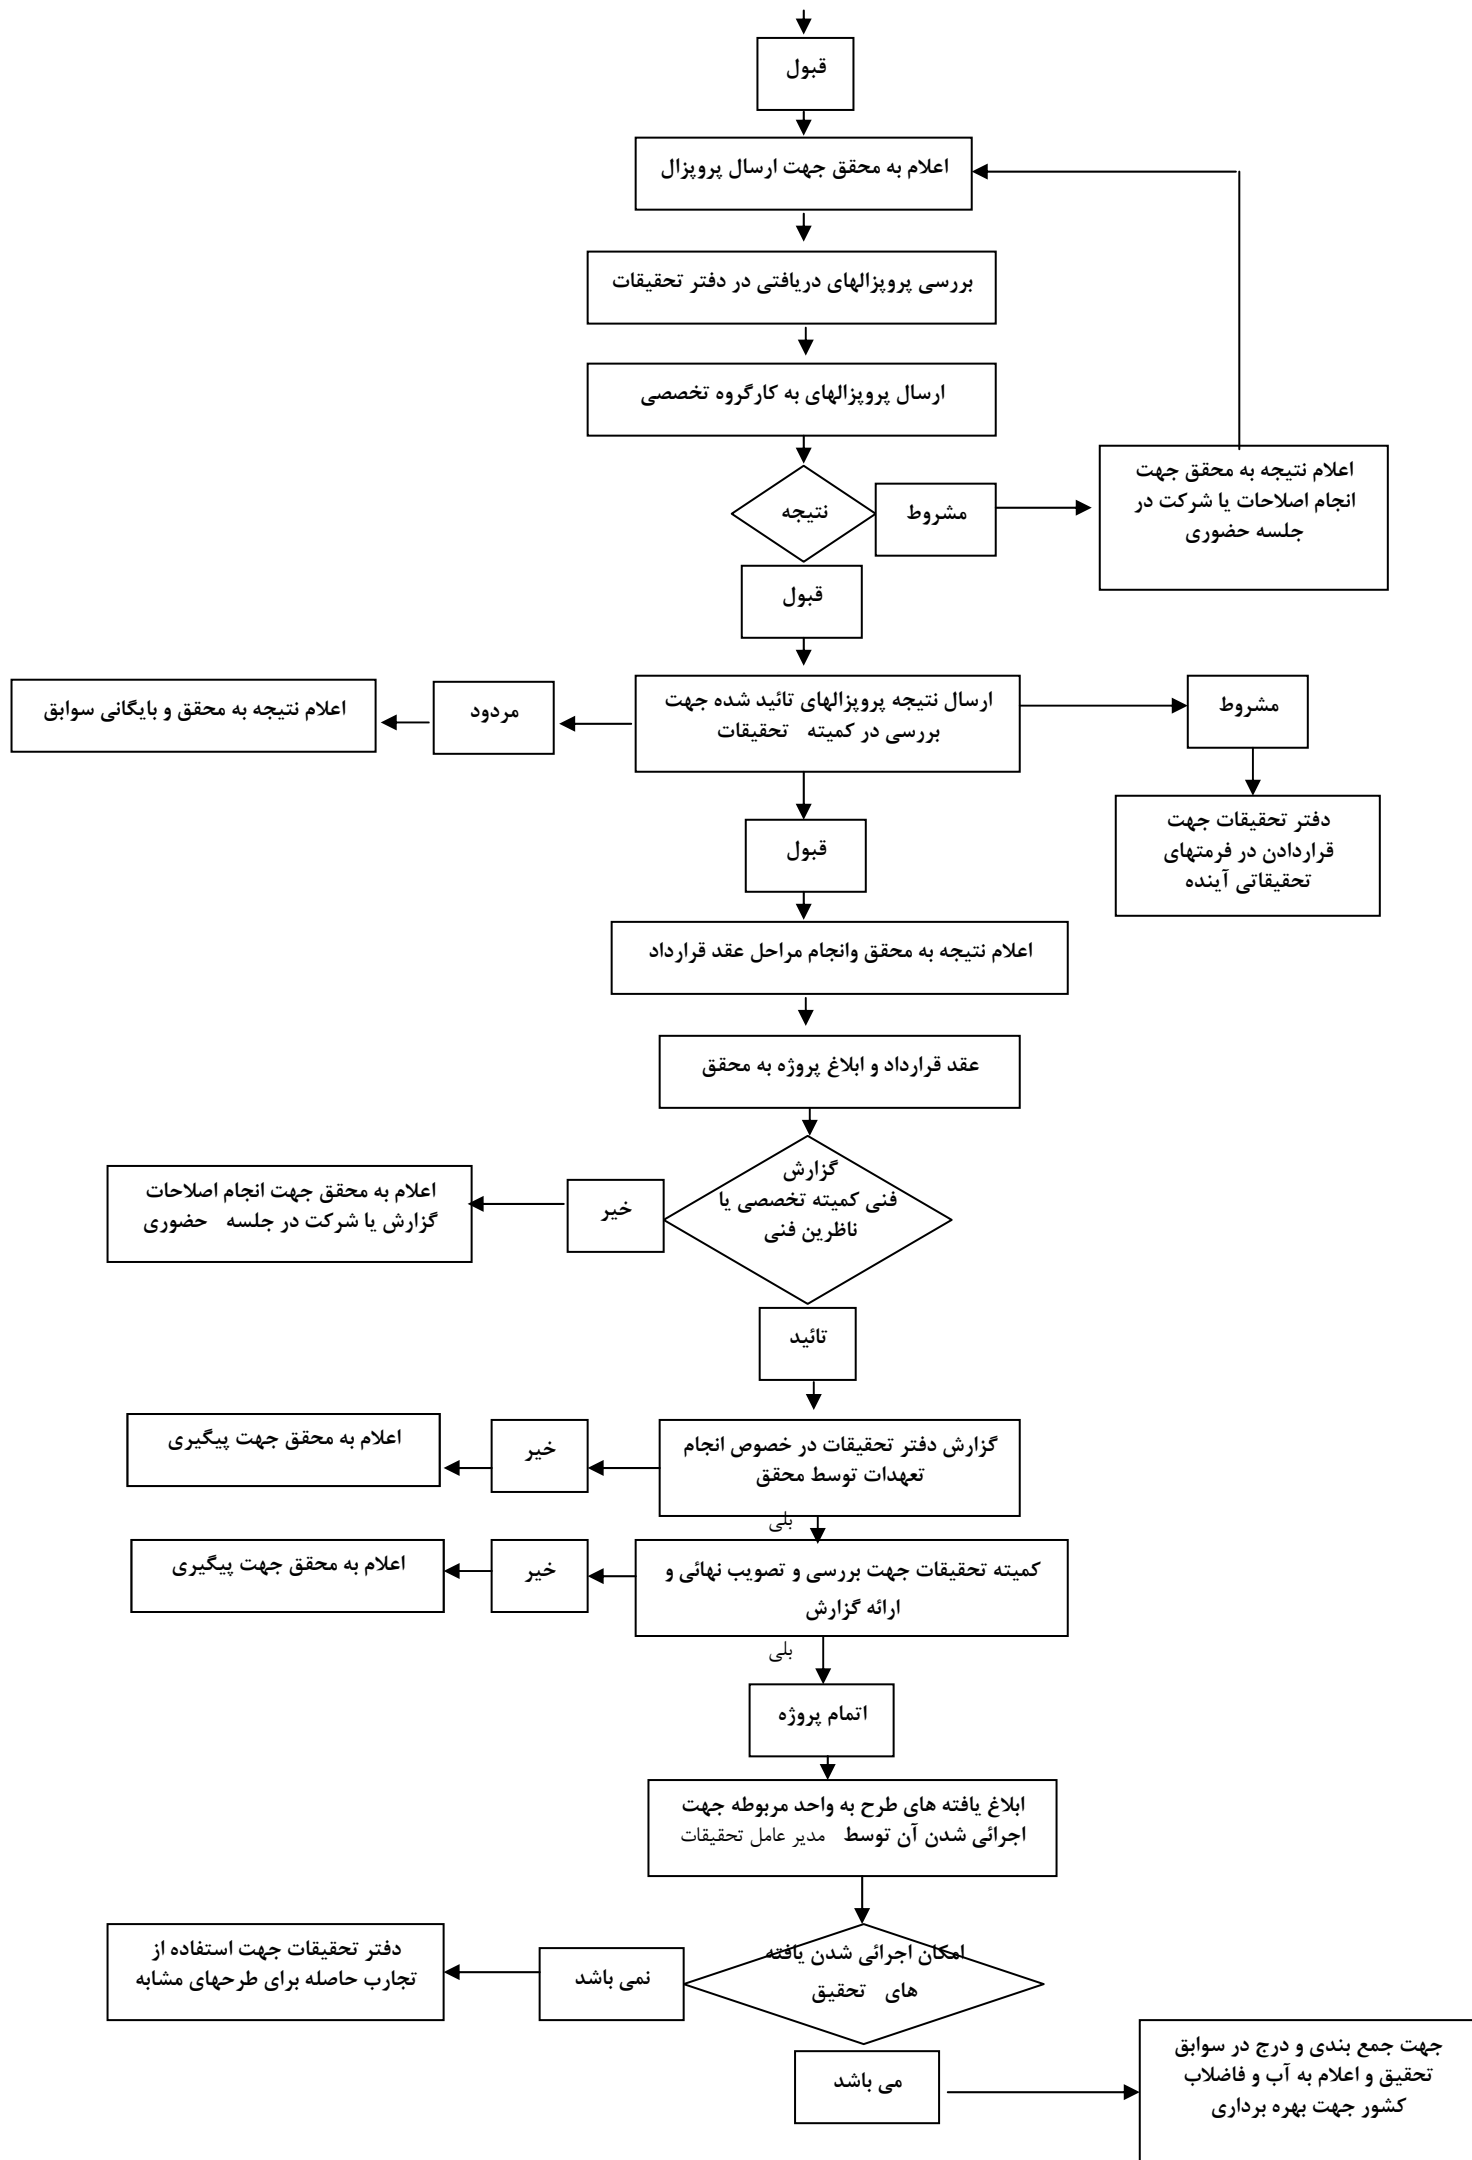 قبول
اعلام به محقق جهت ارسال پروپزال
بررسی پروپزالهای دریافتی در دفتر تحقیقات
ارسال پروپزالهای به کارگروه تخصصی
نتیجه
مشروط
اعلام نتیجه به محقق جهت
انجام اصلاحات یا شرکت در
جلسه حضوری
قبول
ارسال نتیجه پروپزالهای تائید شده جهت
بررسی در کمیته تحقیقات
مشروط
مردود
اعلام نتیجه به محقق و بایگانی سوابق
دفتر تحقیقات جهت
قراردادن در فرمتهای
تحقیقاتی آینده
قبول
اعلام نتیجه به محقق وانجام مراحل عقد قرارداد
عقد قرارداد و ابلاغ پروژه به محقق
گزارش
فنی کمیته تخصصی یا
ناظرین فنی
خیر
اعلام به محقق جهت انجام اصلاحات
گزارش یا شرکت در جلسه حضوری
تائید
گزارش دفتر تحقیقات در خصوص انجام
تعهدات توسط محقق
خیر
اعلام به محقق جهت پیگیری
بلی
کمیته تحقیقات جهت بررسی و تصویب نهائی و
ارائه گزارش
خیر
اعلام به محقق جهت پیگیری
بلی
اتمام پروژه
ابلاغ یافته های طرح به واحد مربوطه جهت
اجرائی شدن آن توسط مدیر عامل تحقیقات
امکان اجرائی شدن یافته
های تحقیق
نمی باشد
دفتر تحقیقات جهت استفاده از
تجارب حاصله برای طرحهای مشابه
می باشد
جهت جمع بندی و درج در سوابق
تحقیق و اعلام به آب و فاضلاب
کشور جهت بهره برداری